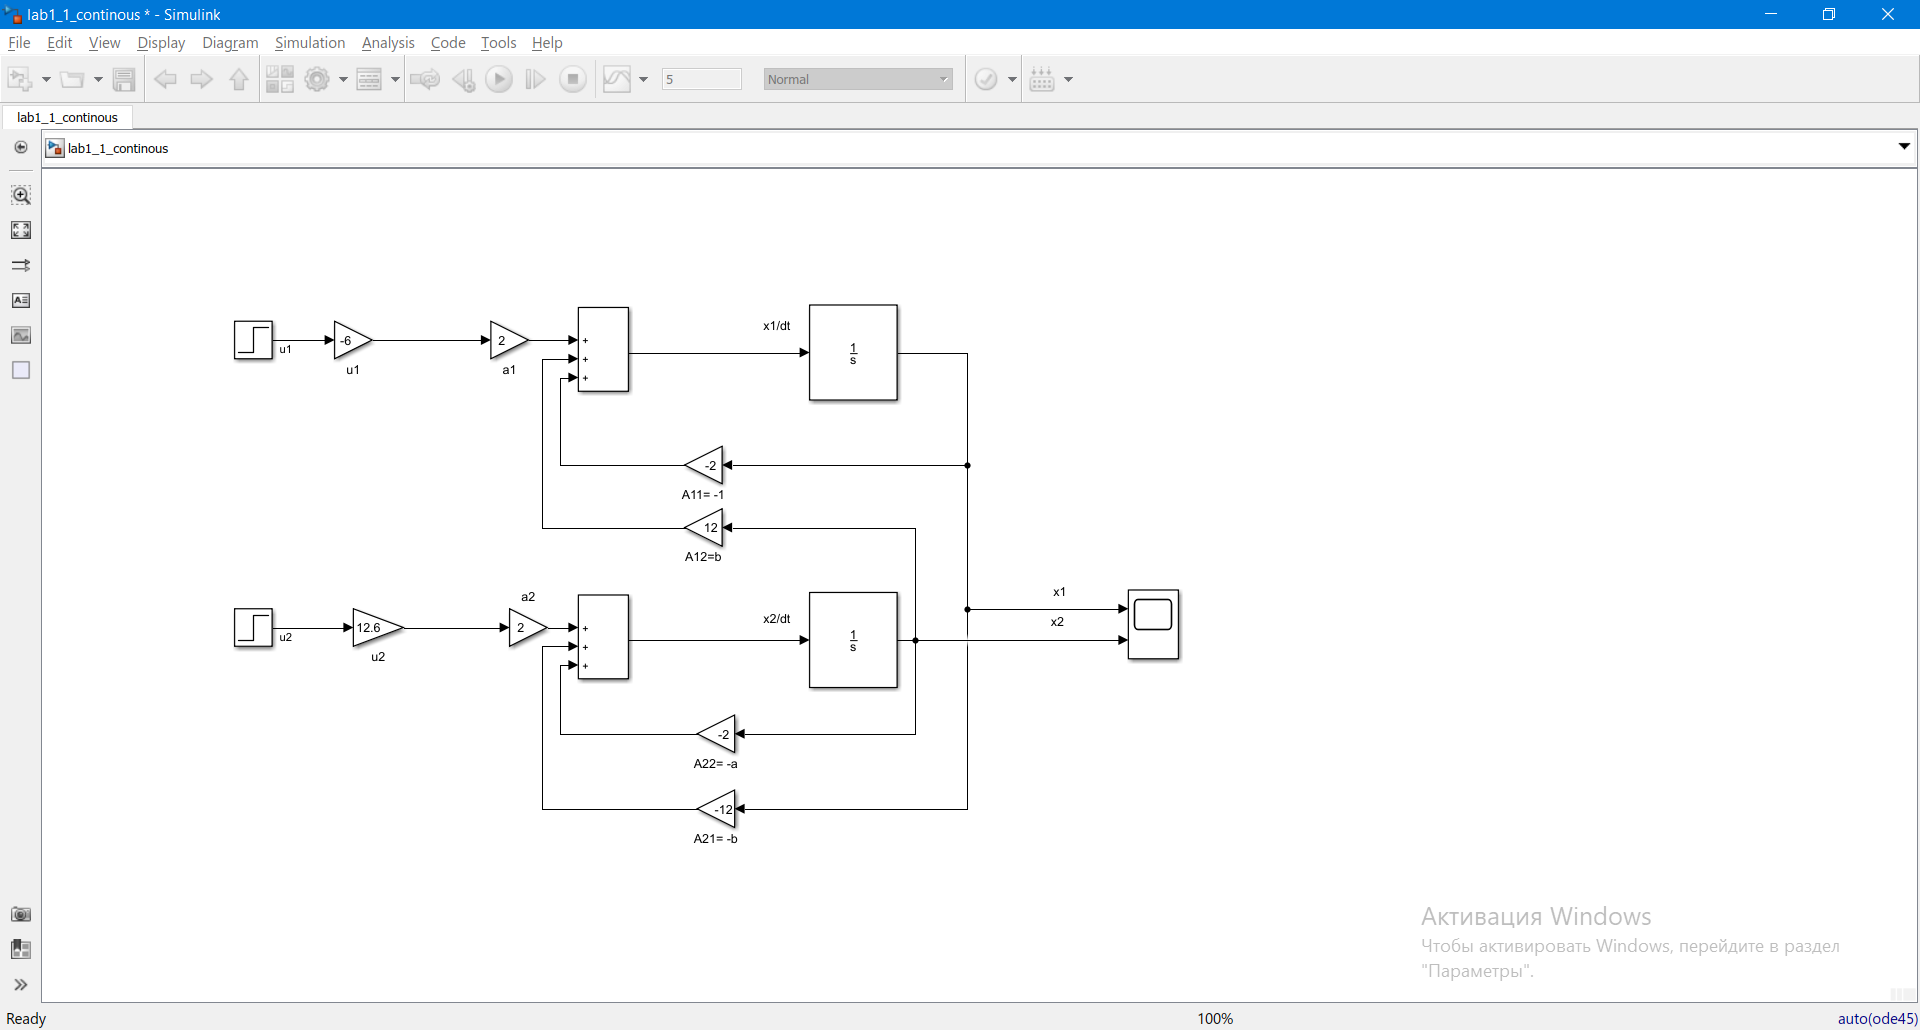 lab1_1_continous * - Simulink
File Edit View Display Diagram Simulation Analysis Code Tools Help
5 Normal
lab1_1_continous
lab1_1_continous
x1/dt
u1
-6
2
+
+
+
1
s
u1
a1
-2
A11= -1
12
A12=b
x1
x2
a2
x2/dt
u2
12.6
2
+
+
+
1
s
u2
-2
A22= -a
-12
A21= -b
Активация Windows
Чтобы активировать Windows, перейдите в раздел
"Параметры".
Ready 100% auto(ode45)